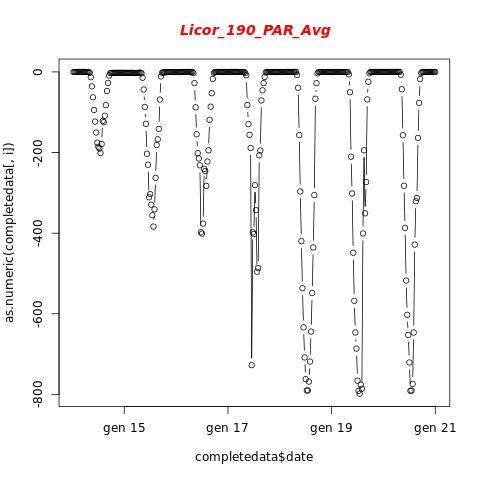 Licor_190_PAR_Avg
as.numeric(completedata[, i])
0
-200
-400
-600
-800
gen 15 gen 17 gen 19 gen 21
completedata$date